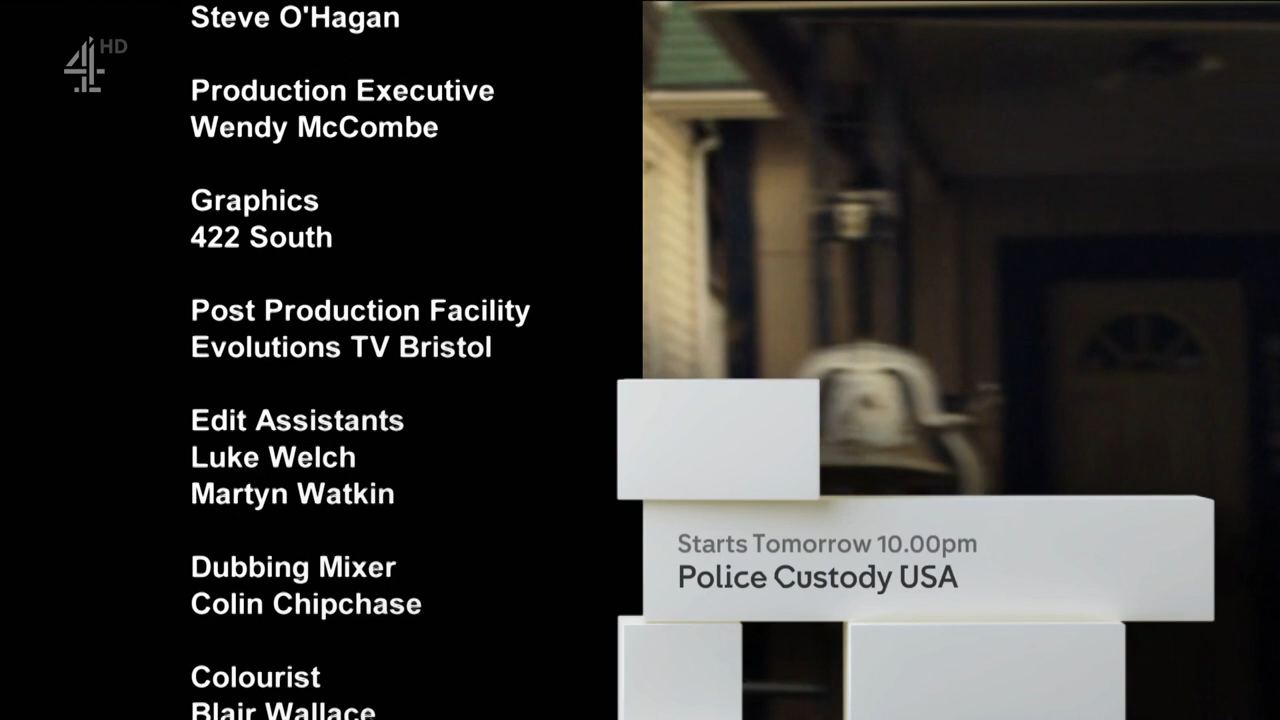 Steve O'Hagan
4 HD
Production Executive
Wendy McCombe
Graphics
422 South
Post Production Facility
Evolutions TV Bristol
Edit Assistants
Luke Welch
Martyn Watkin
Dubbing Mixer
Colin Chipchase
Colourist
Blair Wallace
Starts Tomorrow 10.00pm
Police Custody USA